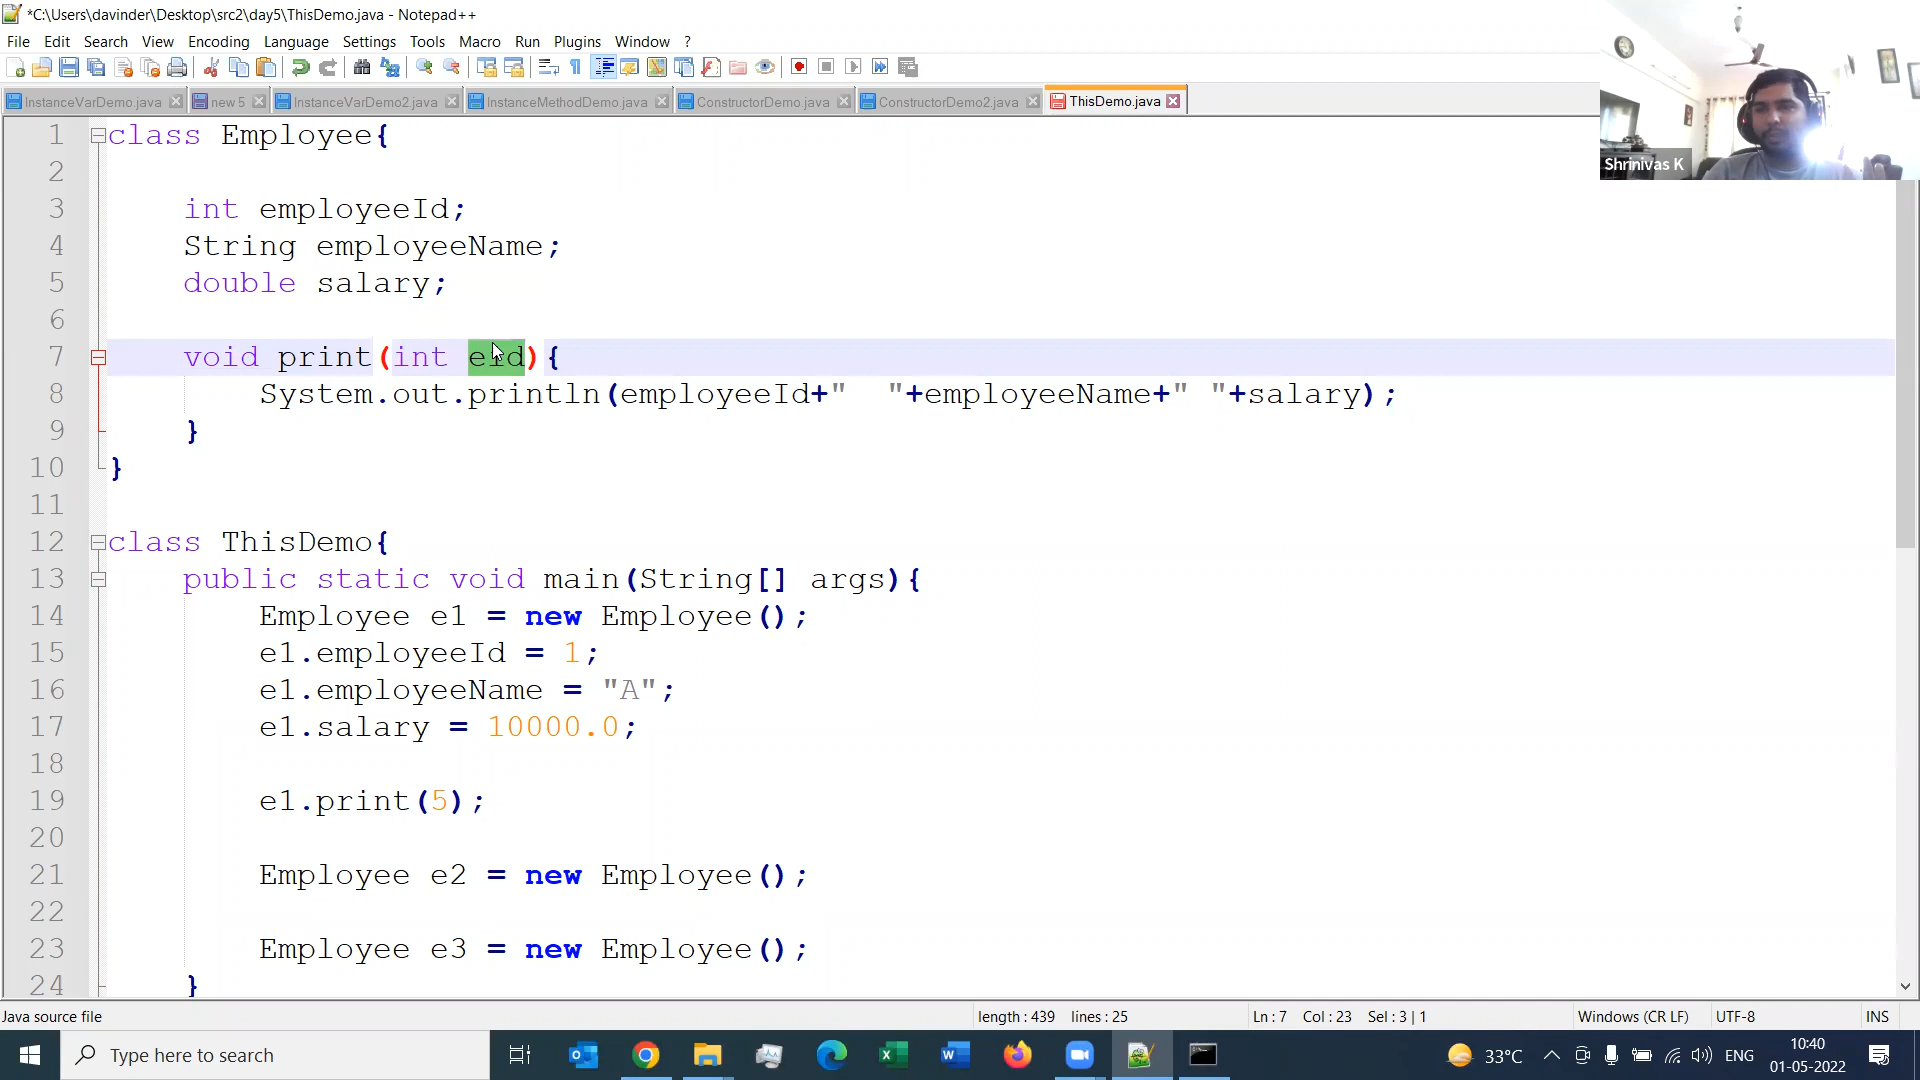 *C:\Users\davinder\Desktop\src2\day5\ThisDemo.java - Notepad++
File Edit Search View Encoding Language Settings Tools Macro Run Plugins Window ?
InstanceVarDemo.java new 5 InstanceVarDemo2.java InstanceMethodDemo.java ConstructorDemo.java ConstructorDemo2.java ThisDemo.java
Shrinivas K
1 class Employee{
2
3 int employeeId;
4 String employeeName;
5 double salary;
6
7 void print(int eid){
8 System.out.println(employeeId+"  "+employeeName+" "+salary);
9 }
10 }
11
12 class ThisDemo{
13 public static void main(String[] args){
14 Employee e1 = new Employee();
15 e1.employeeId = 1;
16 e1.employeeName = "A";
17 e1.salary = 10000.0;
18
19 e1.print(5);
20
21 Employee e2 = new Employee();
22
23 Employee e3 = new Employee();
24 }
Java source file length : 439 lines : 25 Ln : 7 Col : 23 Sel : 3 | 1 Windows (CR LF) UTF-8 INS
Type here to search 33°C ENG 10:40
01-05-2022